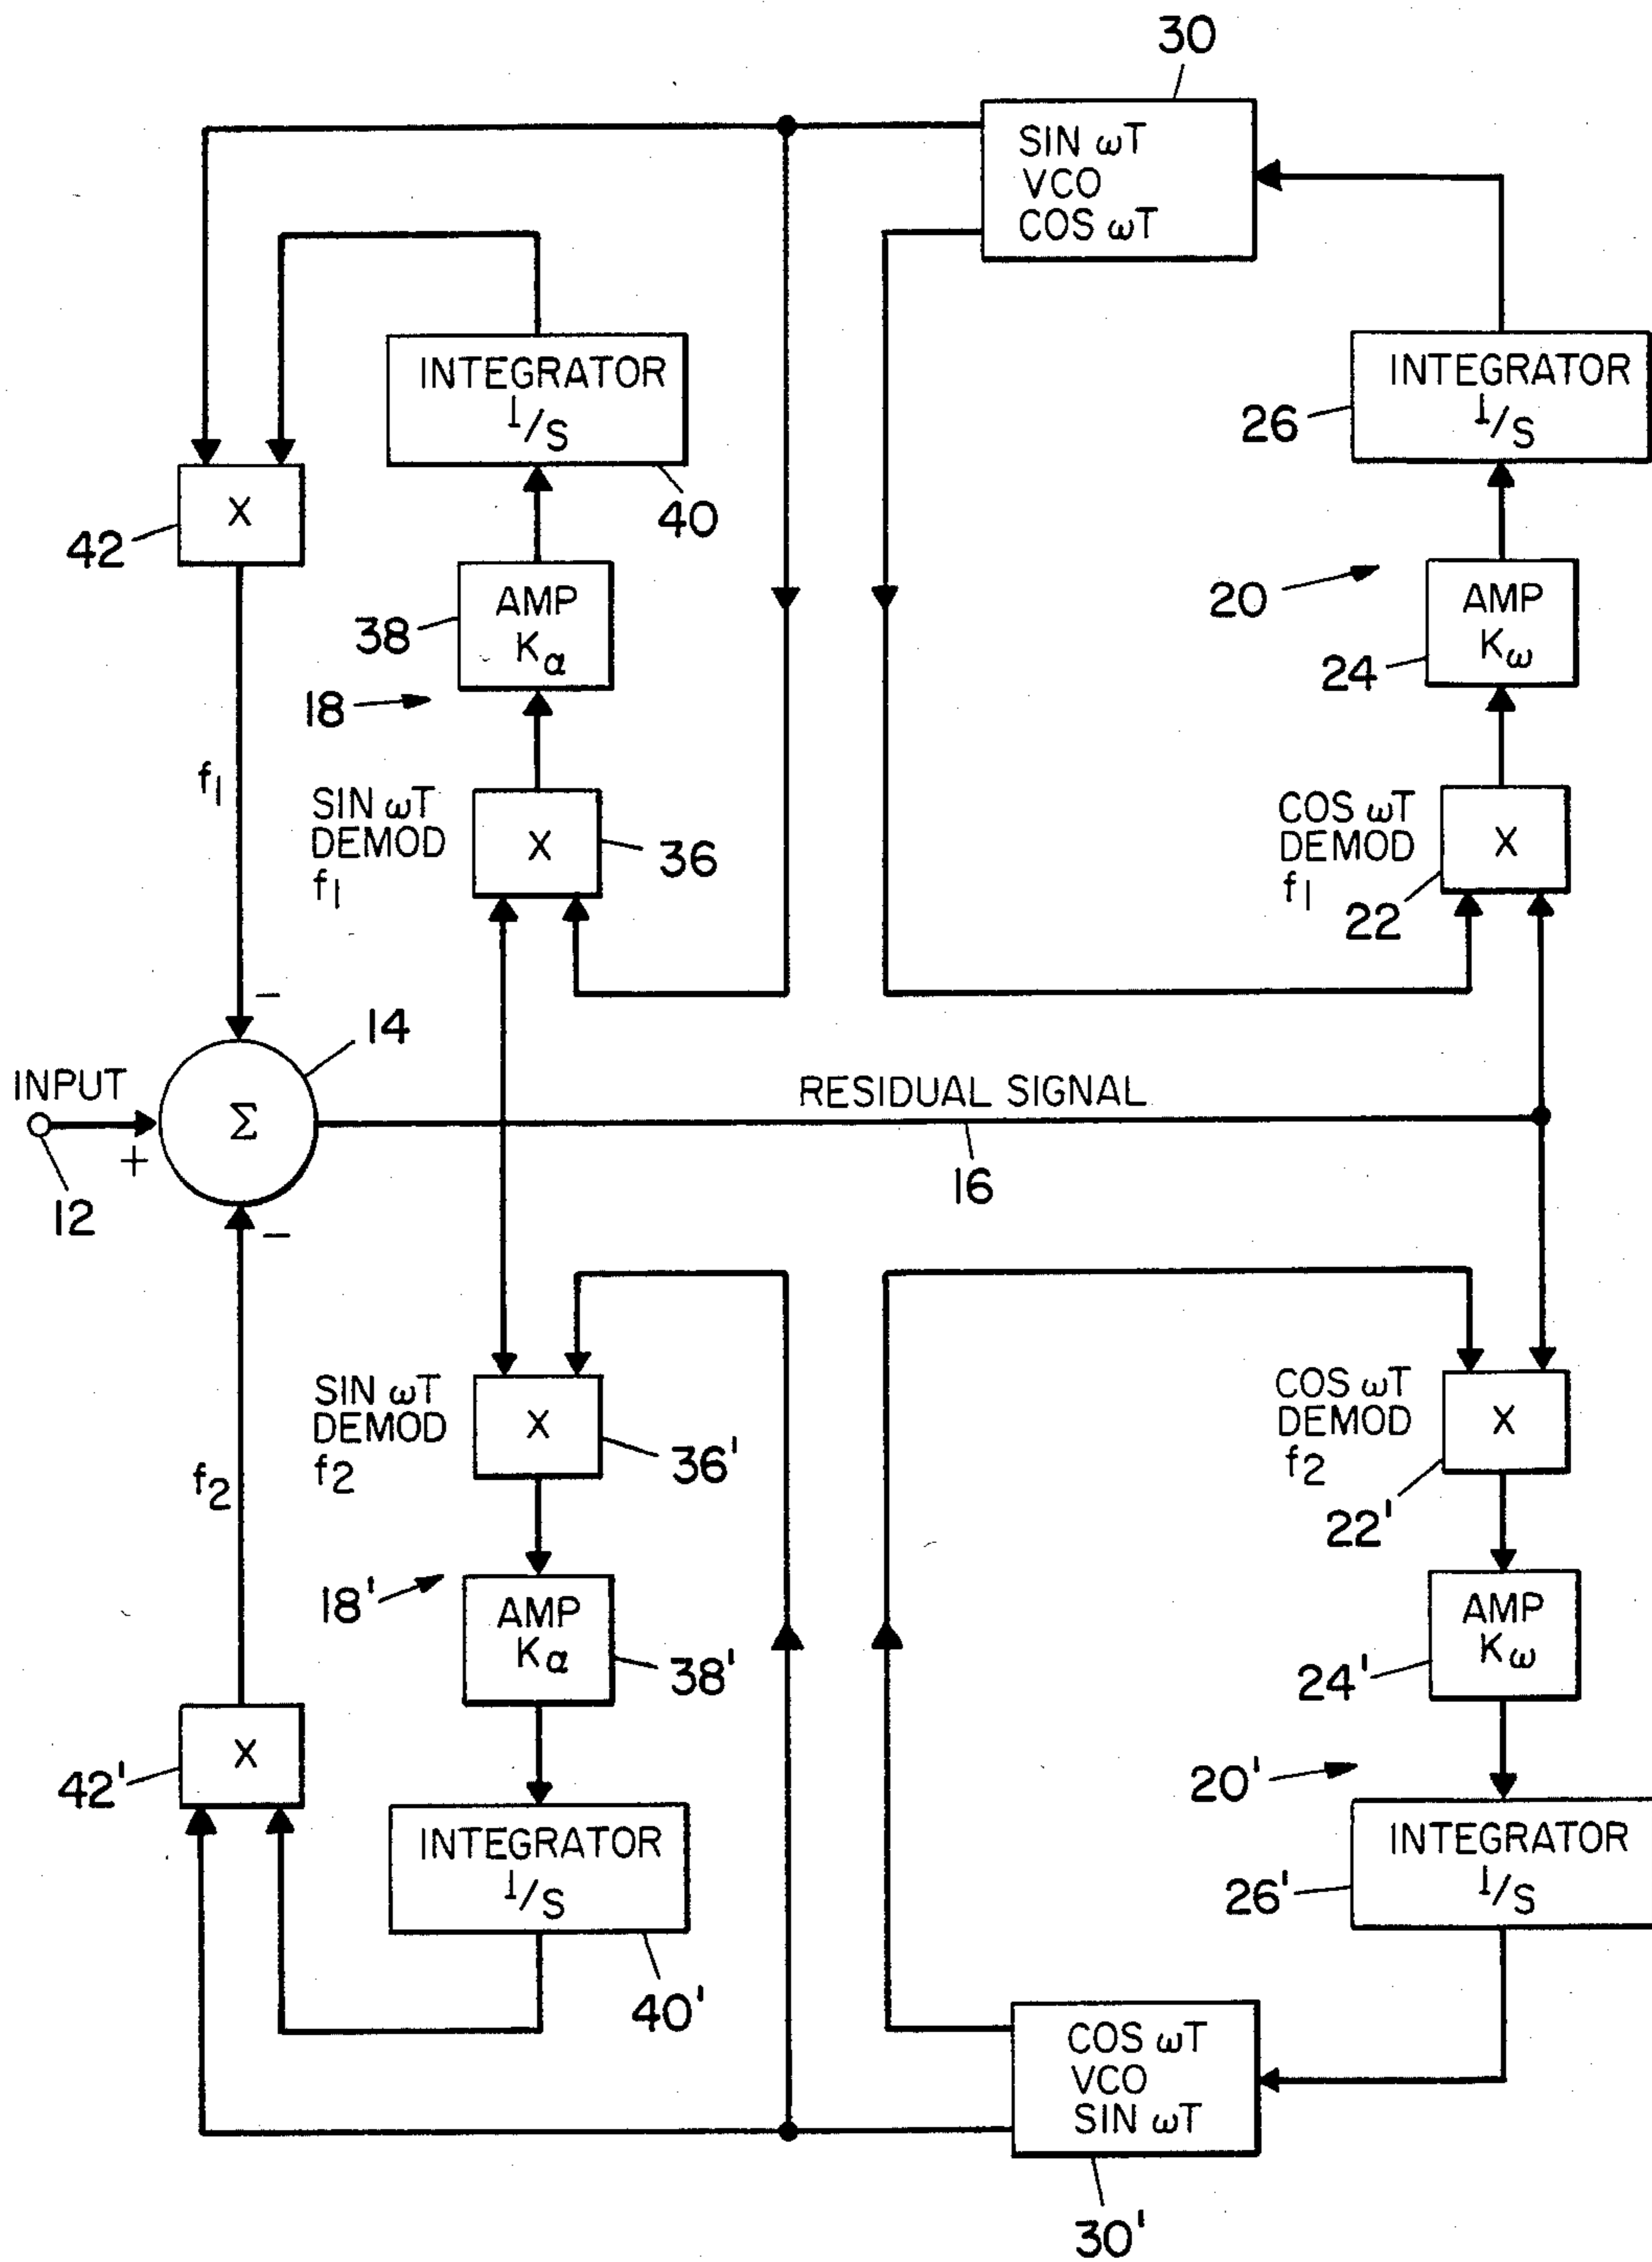 30
SIN ωT
VCO
COS ωT
INTEGRATOR
1/S
40
INTEGRATOR
1/S
26
X
42
AMP
Kα
38
18
20
AMP
Kω
24
f1
SIN ωT
DEMOD
f1
X
36
COS ωT
DEMOD
f1
X
22
−
14
INPUT
+
12
Σ
RESIDUAL SIGNAL
16
−
SIN ωT
DEMOD
f2
X
36'
COS ωT
DEMOD
f2
X
22'
f2
18'
AMP
Kα
38'
AMP
Kω
24'
X
42'
20'
INTEGRATOR
1/S
40'
INTEGRATOR
1/S
26'
COS ωT
VCO
SIN ωT
30'